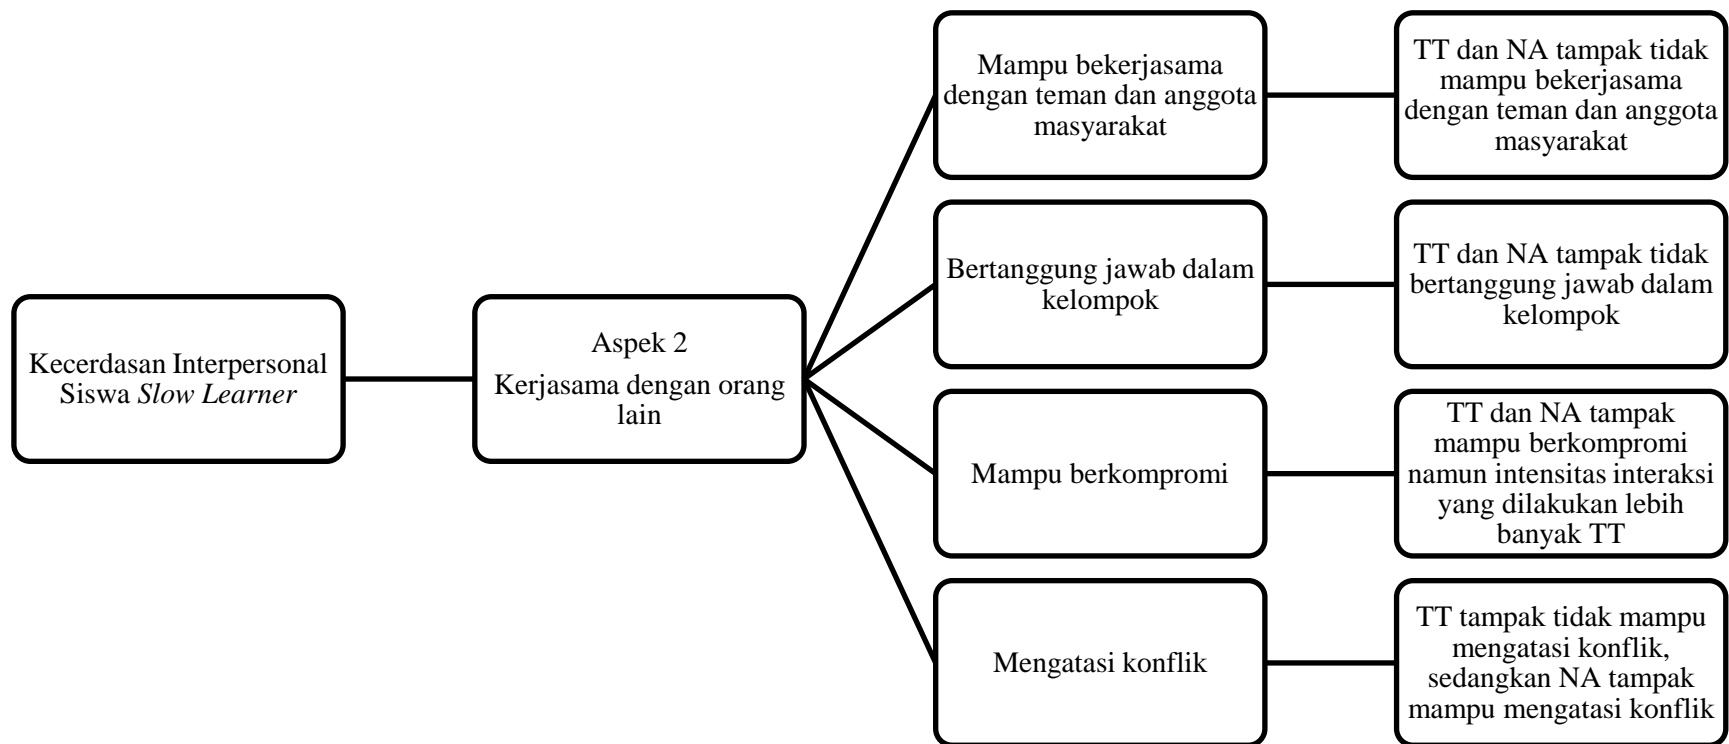 Kecerdasan Interpersonal
Siswa Slow Learner
Aspek 2
Kerjasama dengan orang
lain
Mampu bekerjasama
dengan teman dan anggota
masyarakat
TT dan NA tampak tidak
mampu bekerjasama
dengan teman dan anggota
masyarakat
Bertanggung jawab dalam
kelompok
TT dan NA tampak tidak
bertanggung jawab dalam
kelompok
Mampu berkompromi
TT dan NA tampak
mampu berkompromi
namun intensitas interaksi
yang dilakukan lebih
banyak TT
Mengatasi konflik
TT tampak tidak mampu
mengatasi konflik,
sedangkan NA tampak
mampu mengatasi konflik